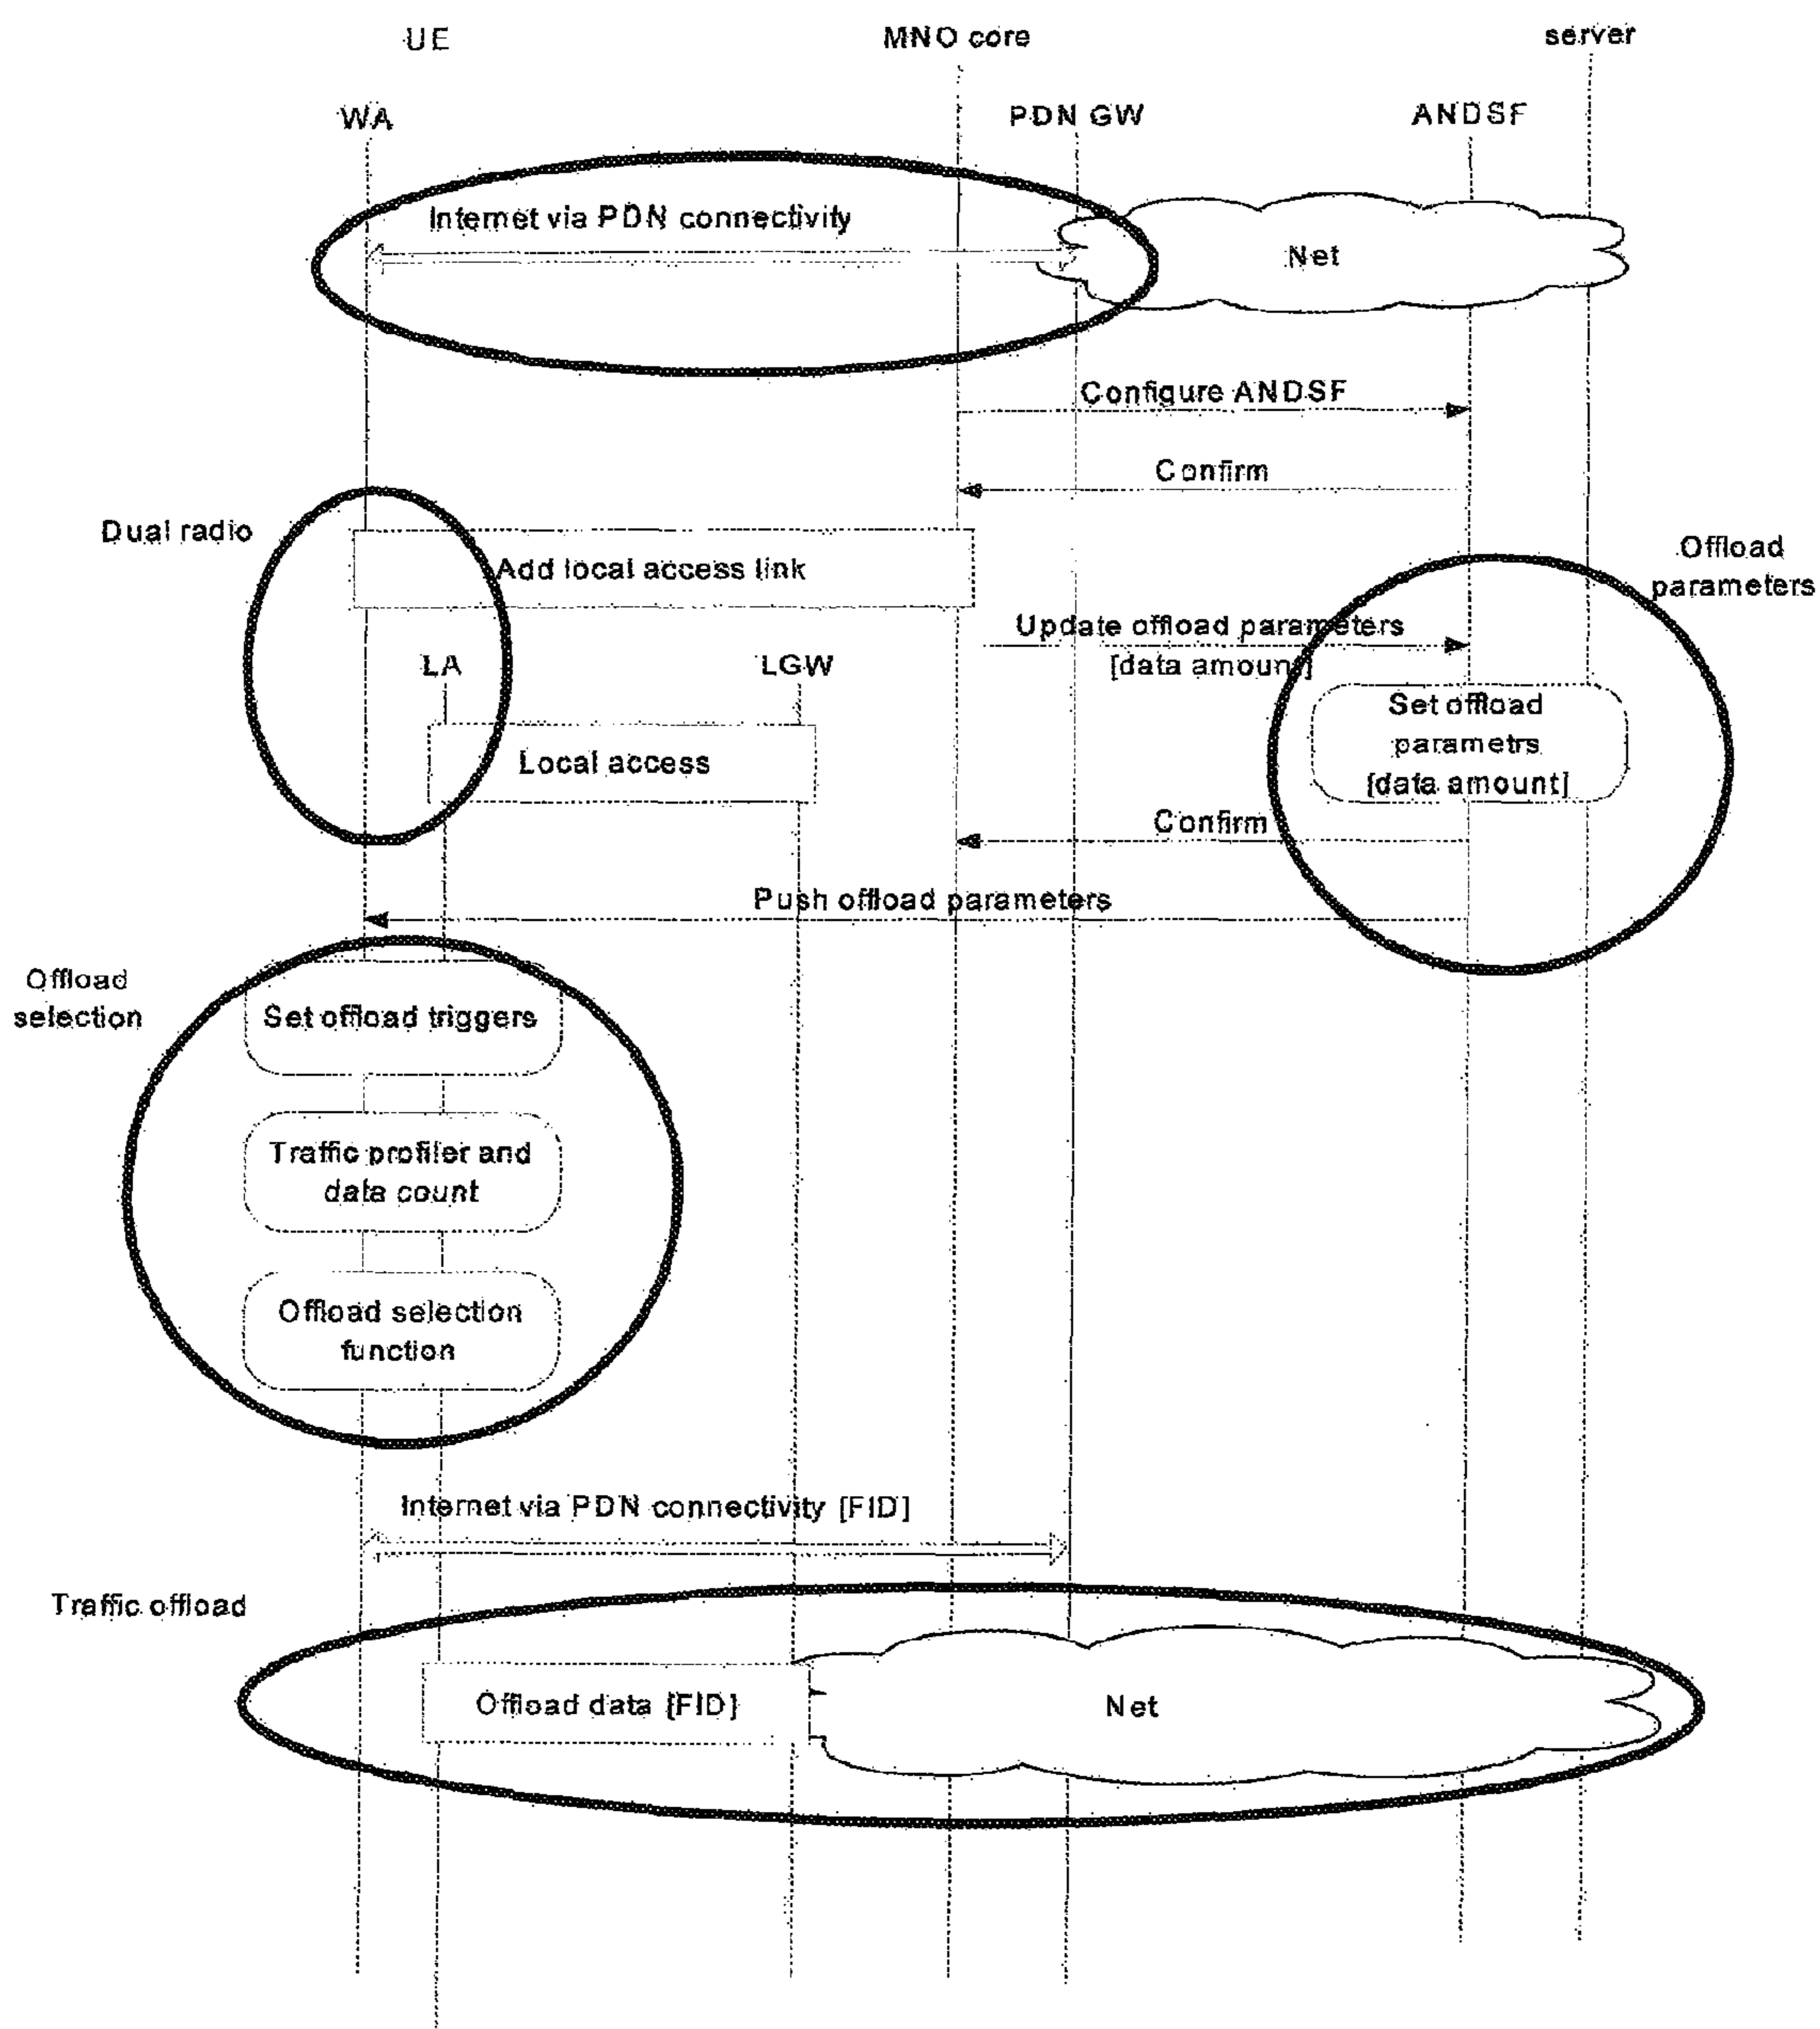 UE
MNO core
server
WA
PDN GW
ANDSF
Internet via PDN connectivity
Net
Configure ANDSF
Confirm
Dual radio
Add local access link
Offload
parameters
Update offload parameters
[data amount]
LA
LGW
Set offload
parametrs
[data amount]
Local access
Confirm
Push offload parameters
Offload
selection
Set offload triggers
Traffic profiler and
data count
Offload selection
function
Internet via PDN connectivity [FID]
Traffic offload
Offload data [FID]
Net